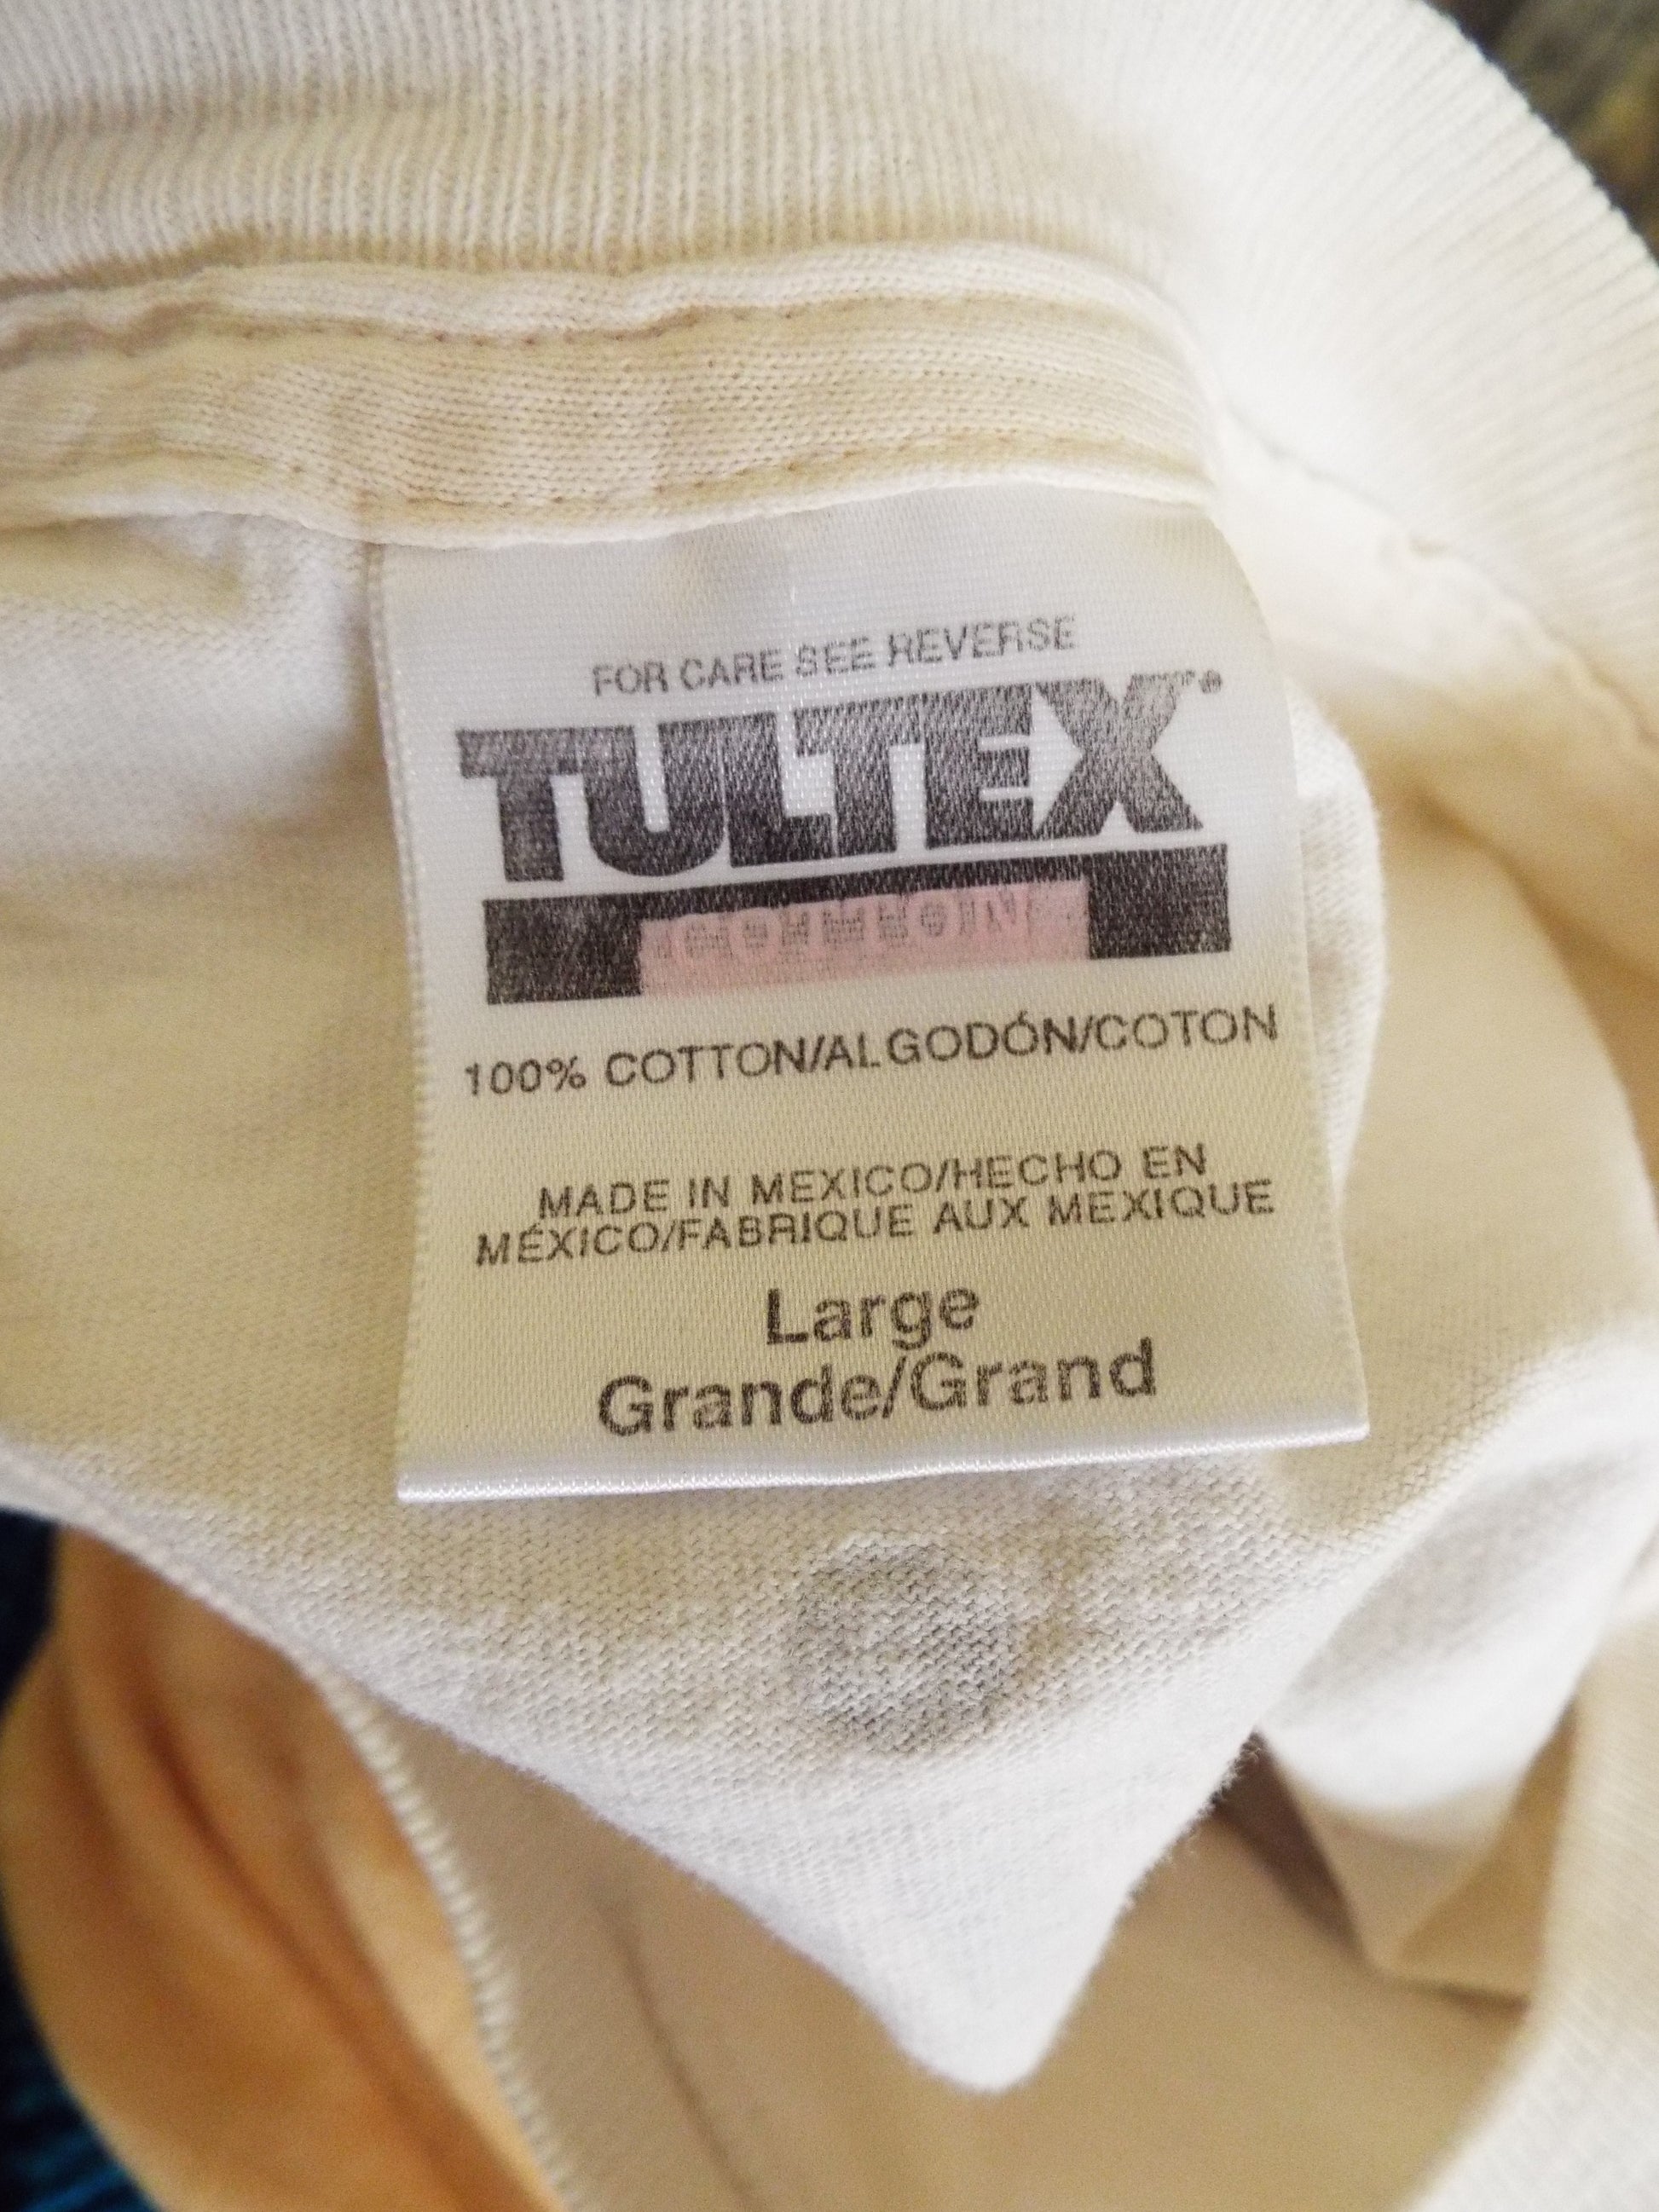 FOR CARE SEE REVERSE
TULTEX®
100% COTTON/ALGODÓN/COTON
MADE IN MEXICO/HECHO EN
MÉXICO/FABRIQUE AUX MEXIQUE
Large
Grande/Grand